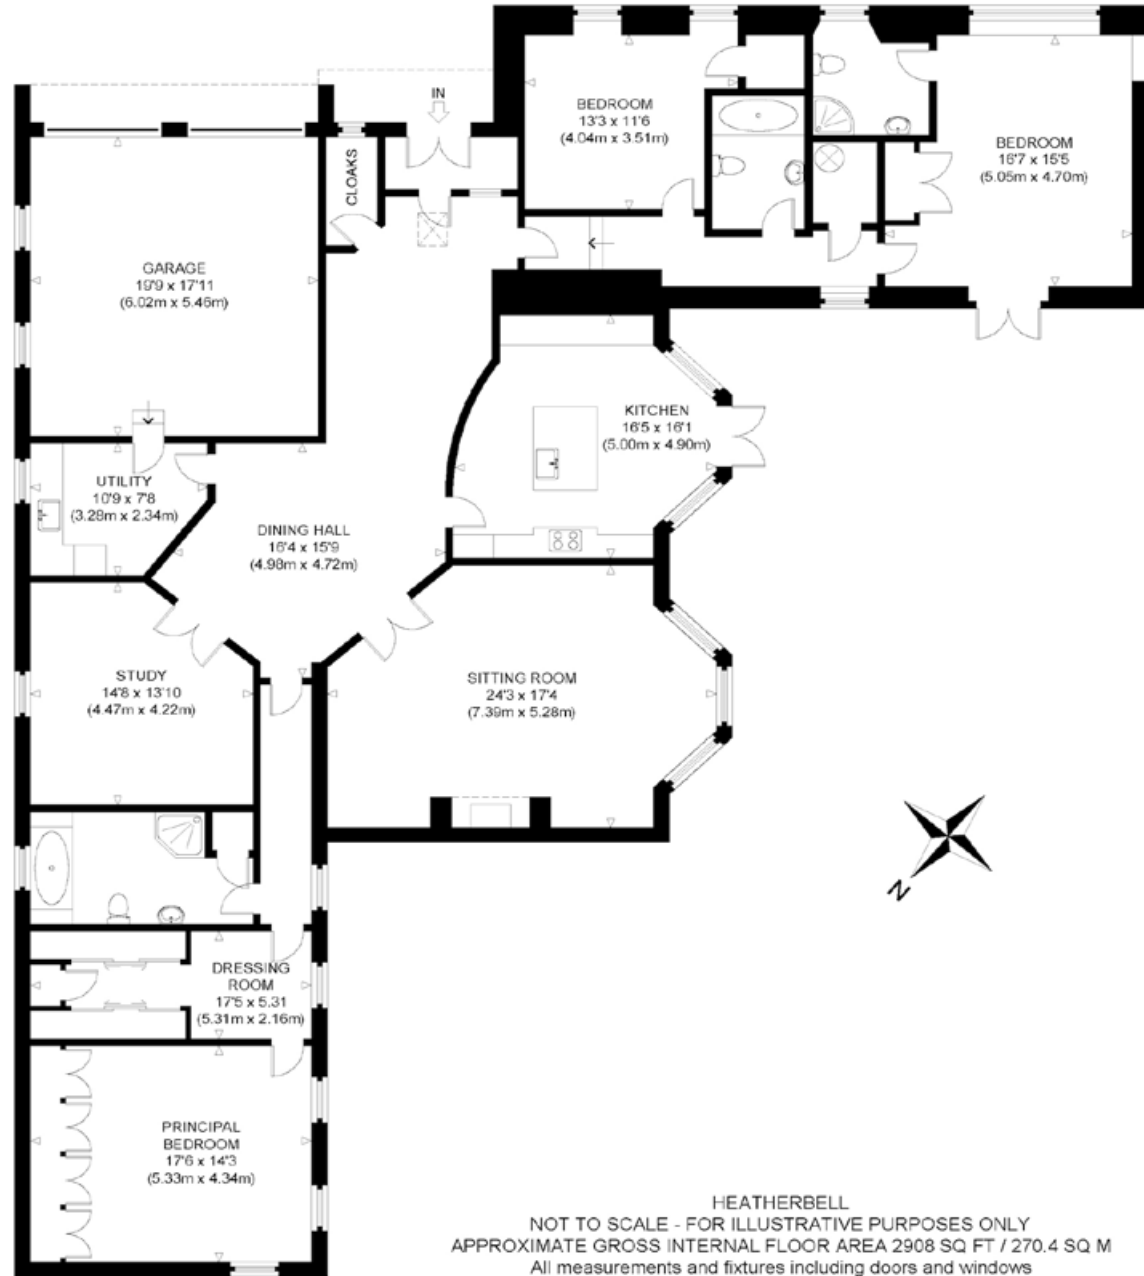 IN
CLOAKS
BEDROOM
13'3 x 11'6
(4.04m x 3.51m)
BEDROOM
16'7 x 15'5
(5.05m x 4.70m)
GARAGE
19'9 x 17'11
(6.02m x 5.46m)
KITCHEN
16'5 x 16'1
(5.00m x 4.90m)
UTILITY
10'9 x 7'8
(3.28m x 2.34m)
DINING HALL
16'4 x 15'9
(4.98m x 4.72m)
STUDY
14'8 x 13'10
(4.47m x 4.22m)
SITTING ROOM
24'3 x 17'4
(7.39m x 5.28m)
N
DRESSING
ROOM
17'5 x 5.31
(5.31m x 2.16m)
PRINCIPAL
BEDROOM
17'6 x 14'3
(5.33m x 4.34m)
HEATHERBELL
NOT TO SCALE - FOR ILLUSTRATIVE PURPOSES ONLY
APPROXIMATE GROSS INTERNAL FLOOR AREA 2908 SQ FT / 270.4 SQ M
All measurements and fixtures including doors and windows